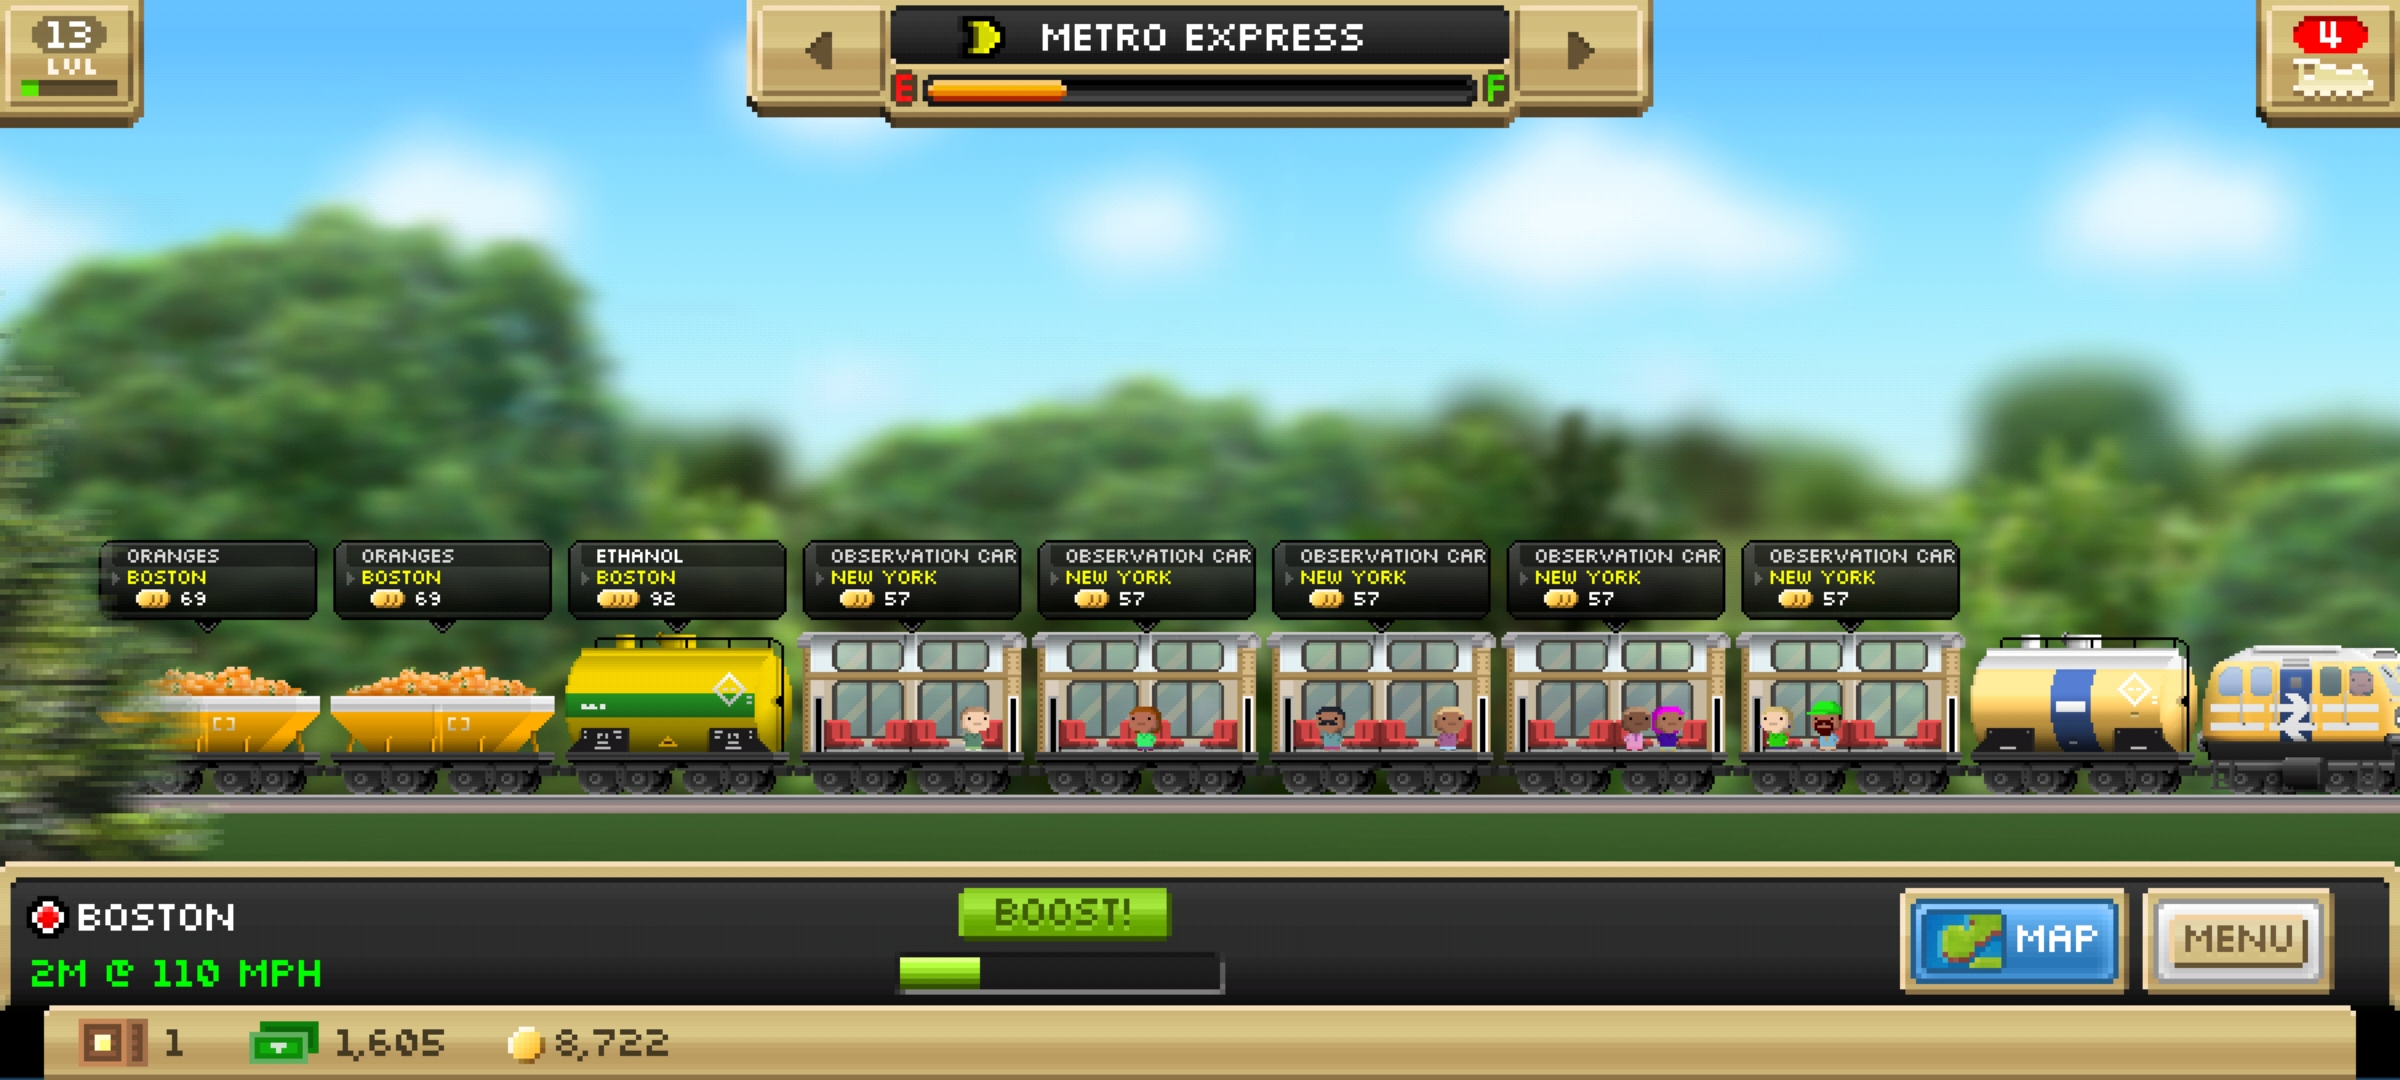 13
LVL
METRO EXPRESS
E F
4
ORANGES
BOSTON
69
ORANGES
BOSTON
69
ETHANOL
BOSTON
92
OBSERVATION CAR
NEW YORK
57
OBSERVATION CAR
NEW YORK
57
OBSERVATION CAR
NEW YORK
57
OBSERVATION CAR
NEW YORK
57
OBSERVATION CAR
NEW YORK
57
BOSTON
2M @ 110 MPH
BOOST!
MAP
MENU
1
1,605
8,722